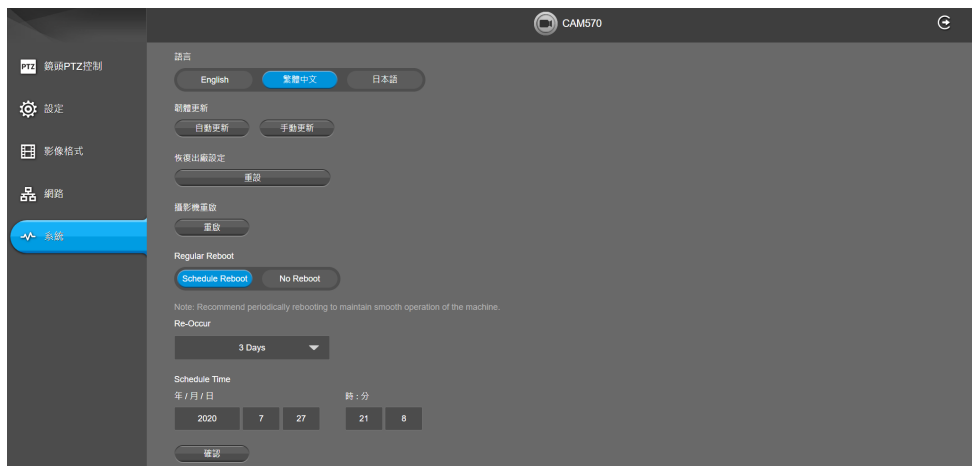 CAM570
PTZ 鏡頭PTZ控制
設定
影像格式
網路
系統
語言
English 繁體中文 日本語
韌體更新
自動更新 手動更新
恢復出廠設定
重設
攝影機重啟
重啟
Regular Reboot
Schedule Reboot No Reboot
Note: Recommend periodically rebooting to maintain smooth operation of the machine.
Re-Occur
3 Days
Schedule Time
年 / 月 / 日 時 : 分
2020 7 27 21 8
確認